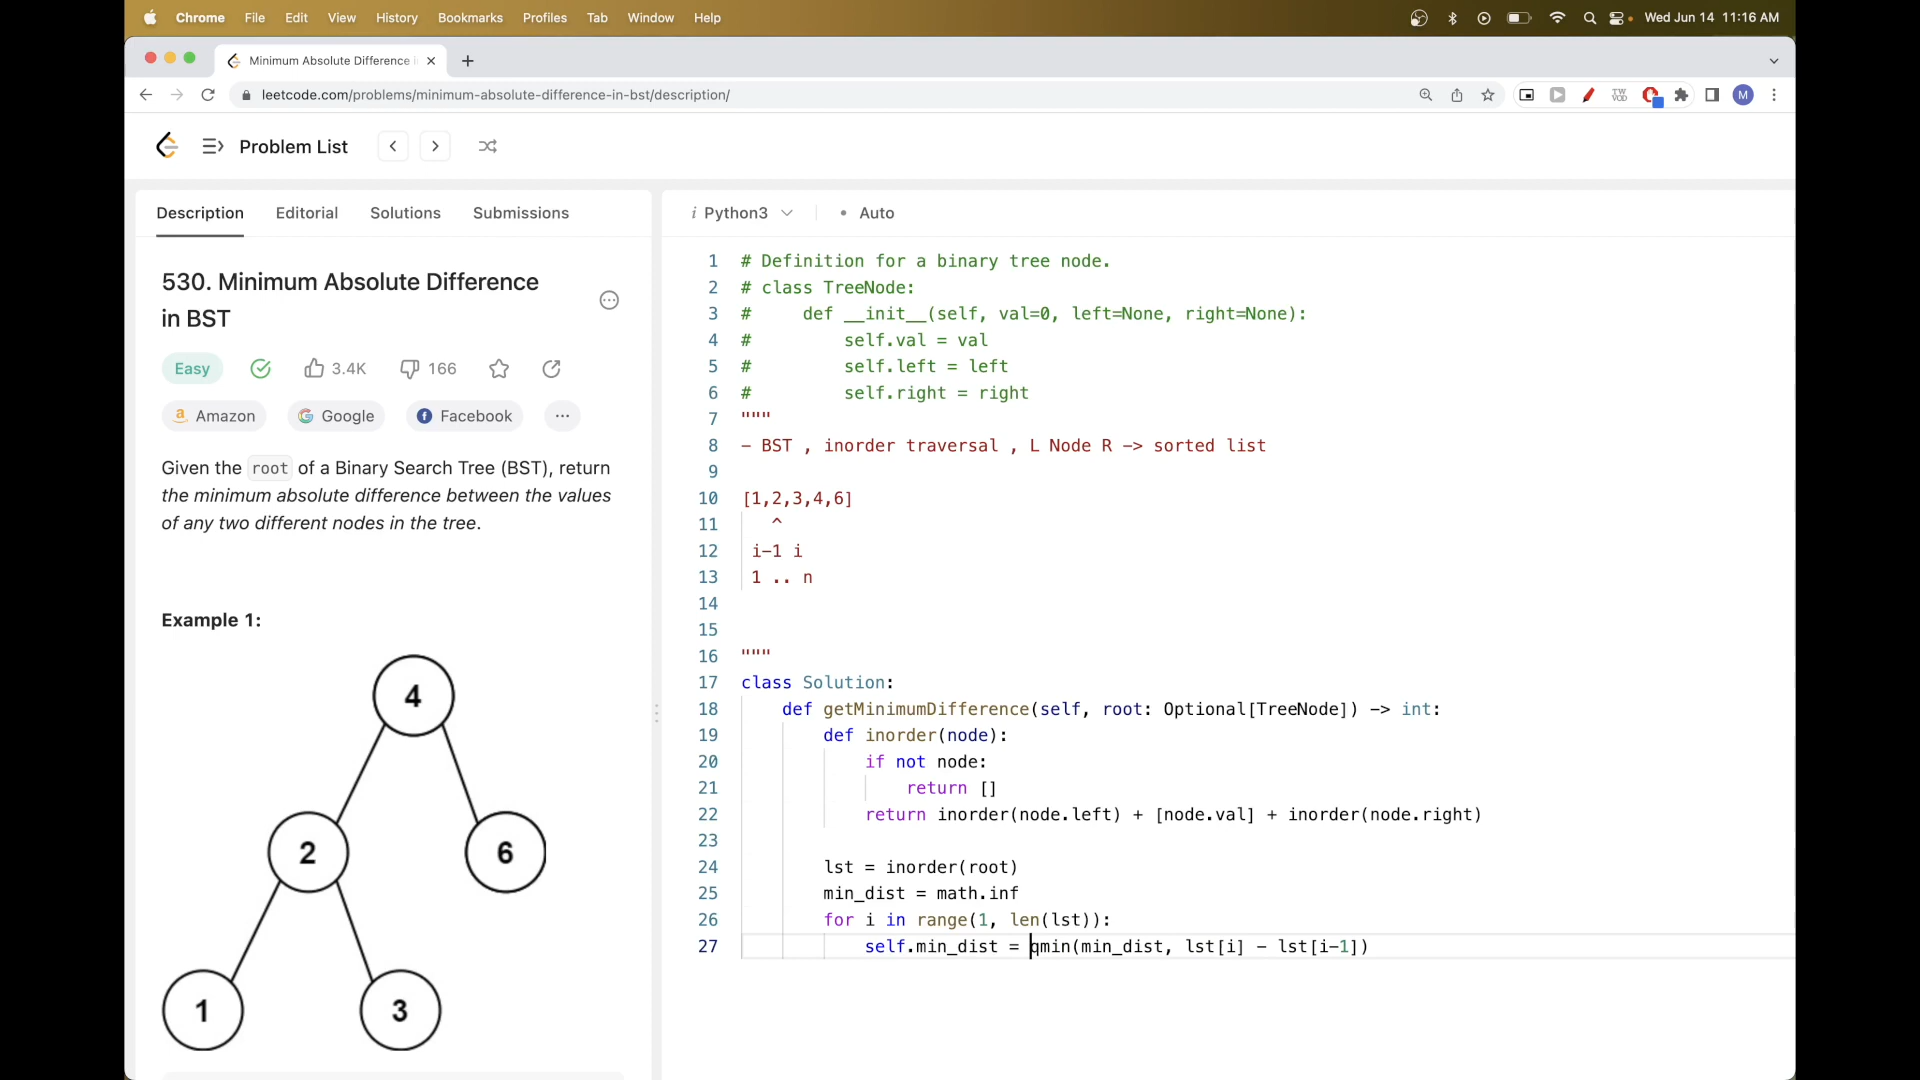 Chrome File Edit View History Bookmarks Profiles Tab Window Help
Wed Jun 14 11:16 AM
Minimum Absolute Difference
leetcode.com/problems/minimum-absolute-difference-in-bst/description/
M
Problem List
Description Editorial Solutions Submissions
530. Minimum Absolute Difference
in BST
Easy 3.4K 166
Amazon Google Facebook ...
Given the root of a Binary Search Tree (BST), return
the minimum absolute difference between the values
of any two different nodes in the tree.
Example 1:
4
2 6
1 3
i Python3 • Auto
1 # Definition for a binary tree node.
2 # class TreeNode:
3 #     def __init__(self, val=0, left=None, right=None):
4 #         self.val = val
5 #         self.left = left
6 #         self.right = right
7 """
8 - BST , inorder traversal , L Node R -> sorted list
9
10 [1,2,3,4,6]
11    ^
12  i-1 i
13  1 .. n
14
15
16 """
17 class Solution:
18     def getMinimumDifference(self, root: Optional[TreeNode]) -> int:
19         def inorder(node):
20             if not node:
21                 return []
22             return inorder(node.left) + [node.val] + inorder(node.right)
23
24         lst = inorder(root)
25         min_dist = math.inf
26         for i in range(1, len(lst)):
27             self.min_dist = qmin(min_dist, lst[i] - lst[i-1])